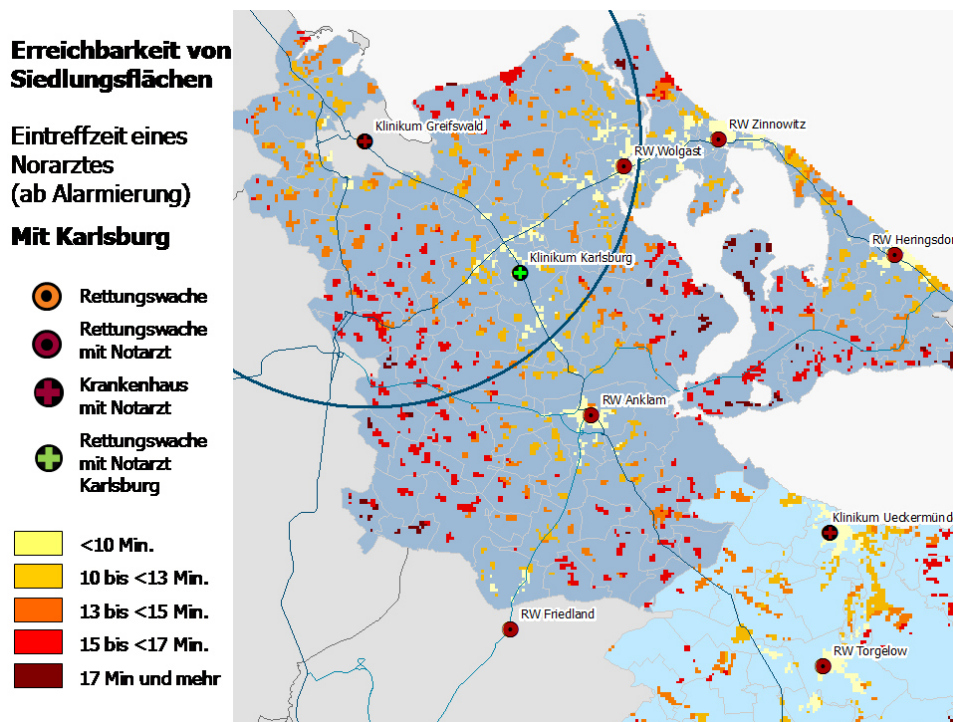 Erreichbarkeit von
Siedlungsflächen
Eintreffzeit eines
Norarztes
(ab Alarmierung)
Mit Karlsburg
Rettungswache
Rettungswache
mit Notarzt
Krankenhaus
mit Notarzt
Rettungswache
mit Notarzt
Karlsburg
<10 Min.
10 bis <13 Min.
13 bis <15 Min.
15 bis <17 Min.
17 Min und mehr
Klinikum Greifswald
RW Zinnowitz
RW Wolgast
RW Heringsdor
Klinikum Karlsburg
RW Anklam
Klinikum Ueckermünd
RW Friedland
RW Torgelow